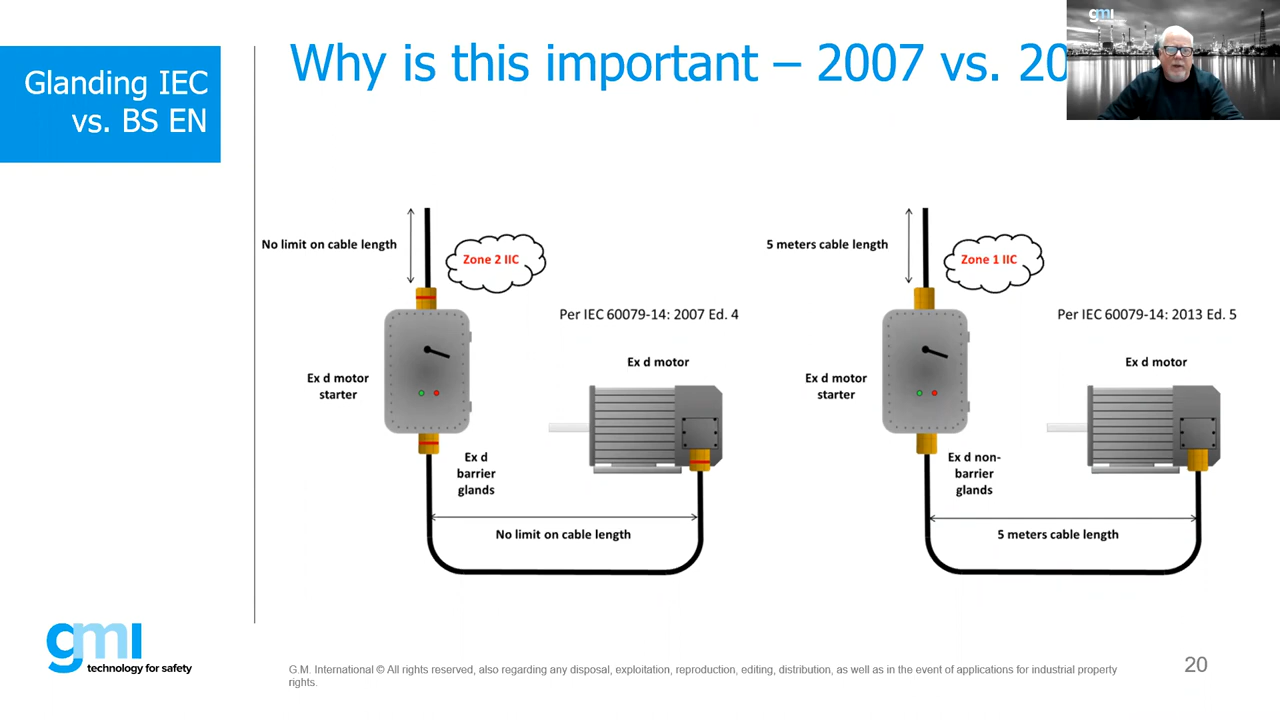 Glanding IEC
vs. BS EN
Why is this important – 2007 vs. 20
gmi
No limit on cable length
Zone 2 IIC
Per IEC 60079-14: 2007 Ed. 4
Ex d motor
Ex d motor
starter
Ex d
barrier
glands
No limit on cable length
5 meters cable length
Zone 1 IIC
Per IEC 60079-14: 2013 Ed. 5
Ex d motor
Ex d motor
starter
Ex d non-
barrier
glands
5 meters cable length
gmi
technology for safety
G.M. International © All rights reserved, also regarding any disposal, exploitation, reproduction, editing, distribution, as well as in the event of applications for industrial property
rights.
20